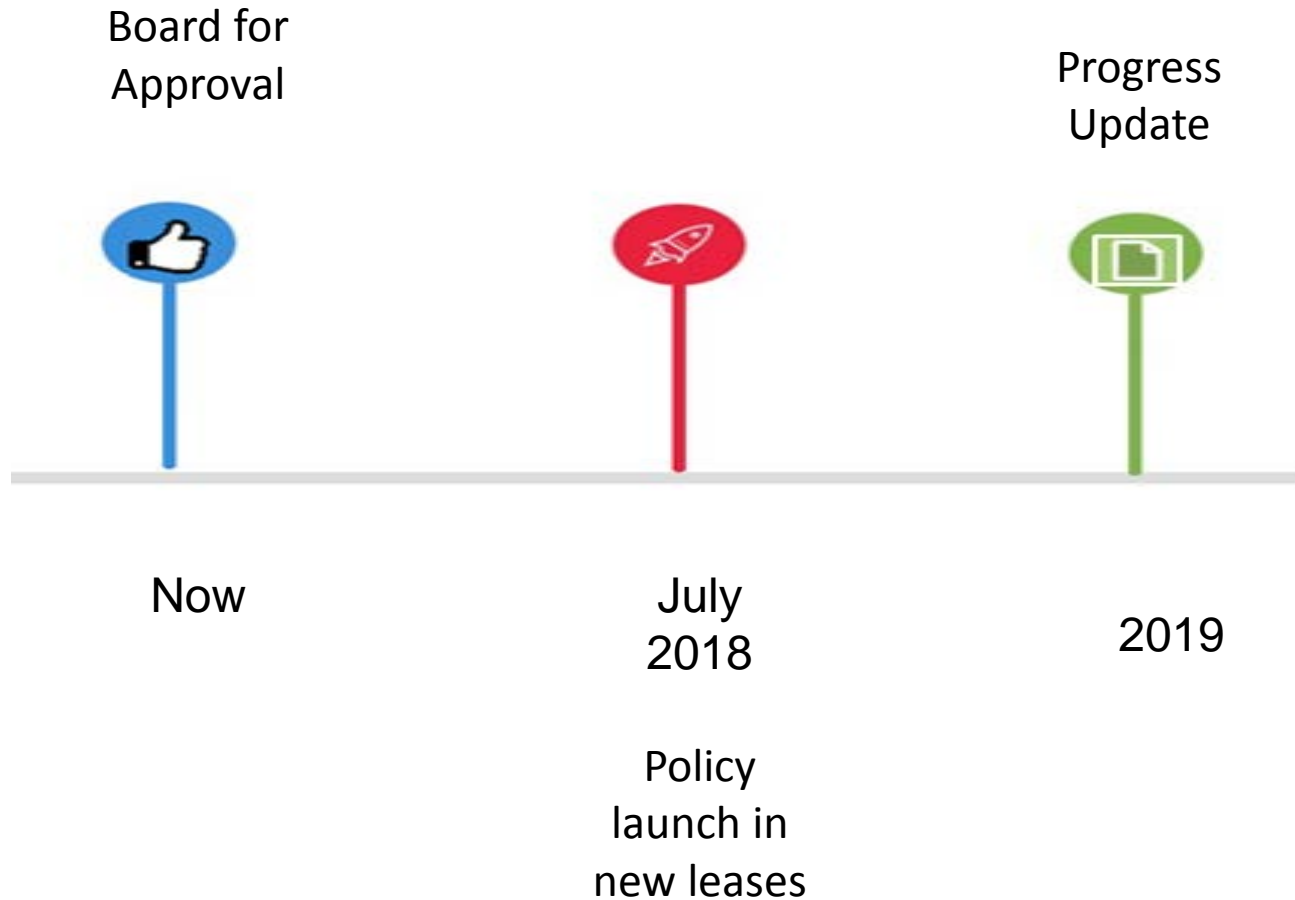 Board for
Approval
Progress
Update
Now
July
2018
2019
Policy
launch in
new leases